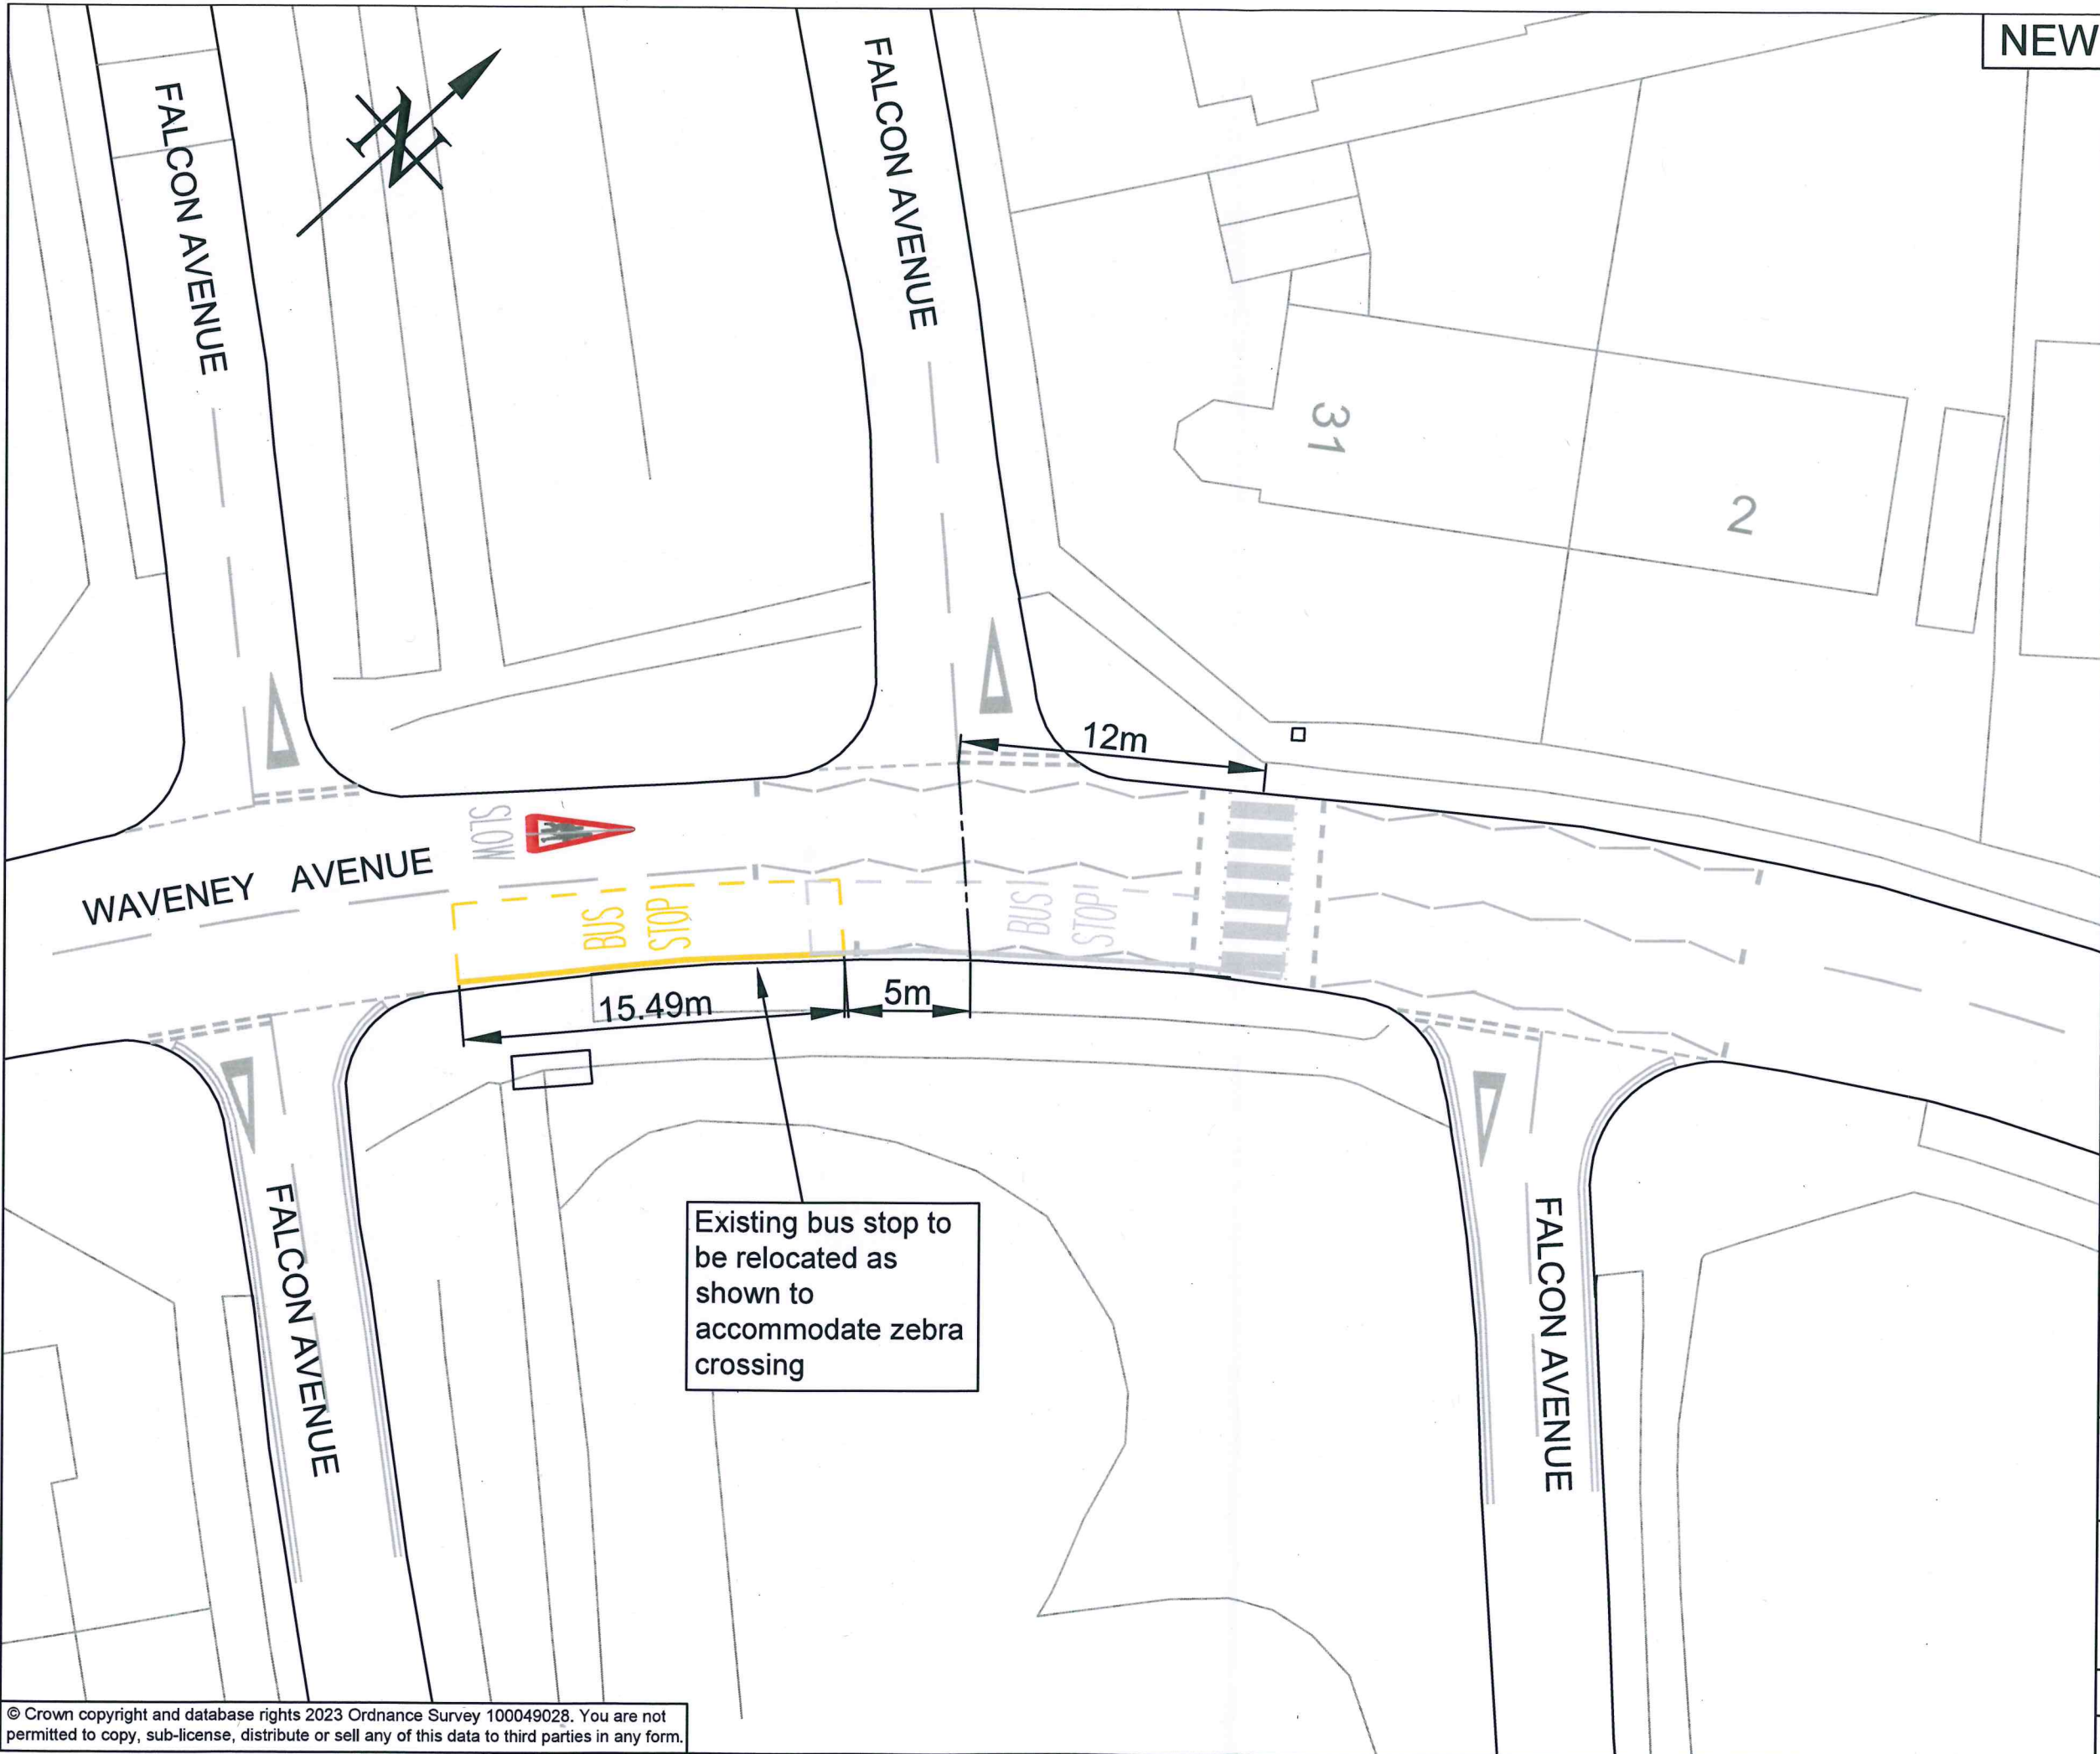 NEW
FALCON AVENUE
FALCON AVENUE
N
31
2
12m
SLOW
WAVENEY AVENUE
BUS
STOP
BUS
STOP
15.49m
5m
Existing bus stop to
be relocated as
shown to
accommodate zebra
crossing
FALCON AVENUE
FALCON AVENUE
© Crown copyright and database rights 2023 Ordnance Survey 100049028. You are not
permitted to copy, sub-license, distribute or sell any of this data to third parties in any form.